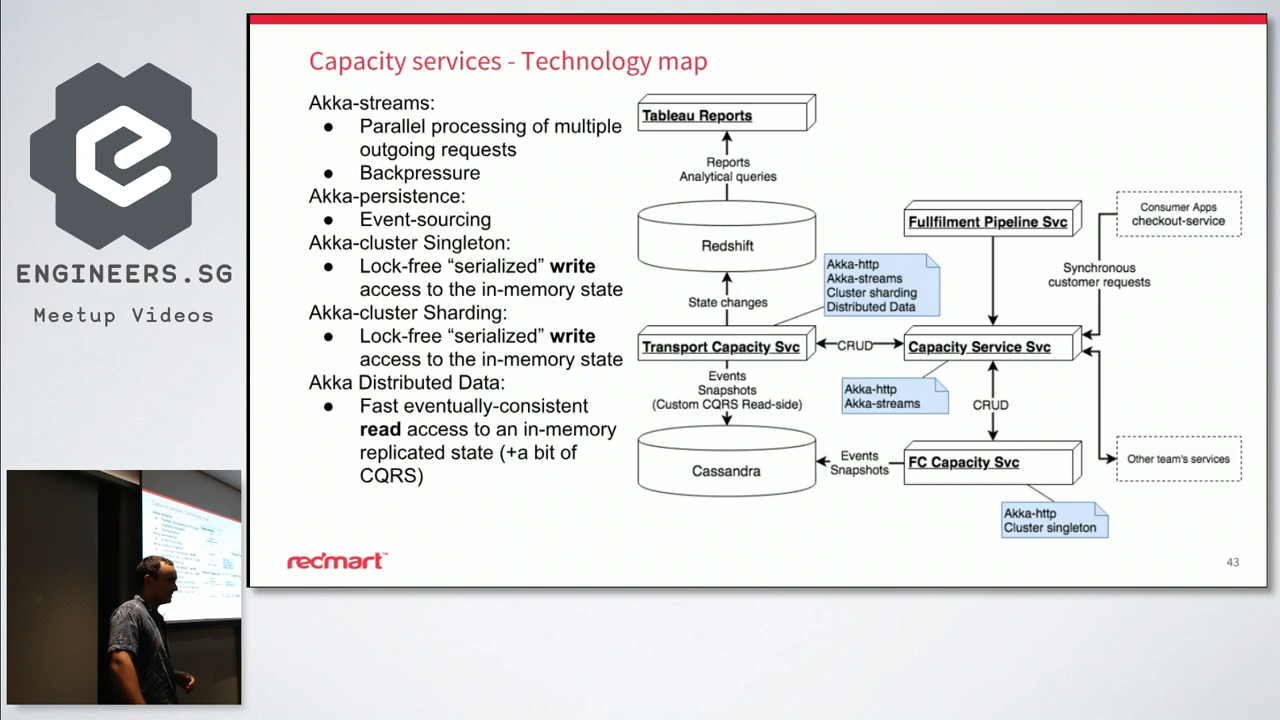 Capacity services - Technology map
Akka-streams:
● Parallel processing of multiple
outgoing requests
● Backpressure
Akka-persistence:
● Event-sourcing
Akka-cluster Singleton:
● Lock-free “serialized” write
access to the in-memory state
Akka-cluster Sharding:
● Lock-free “serialized” write
access to the in-memory state
Akka Distributed Data:
● Fast eventually-consistent
read access to an in-memory
replicated state (+a bit of
CQRS)
Tableau Reports
Reports
Analytical queries
Redshift
State changes
Akka-http
Akka-streams
Cluster sharding
Distributed Data
Transport Capacity Svc
CRUD
Events
Snapshots
(Custom CQRS Read-side)
Cassandra
Fullfilment Pipeline Svc
Consumer Apps
checkout-service
Synchronous
customer requests
Capacity Service Svc
Akka-http
Akka-streams
CRUD
Events
Snapshots
FC Capacity Svc
Other team's services
Akka-http
Cluster singleton
redmart™
43
ENGINEERS.SG
Meetup Videos